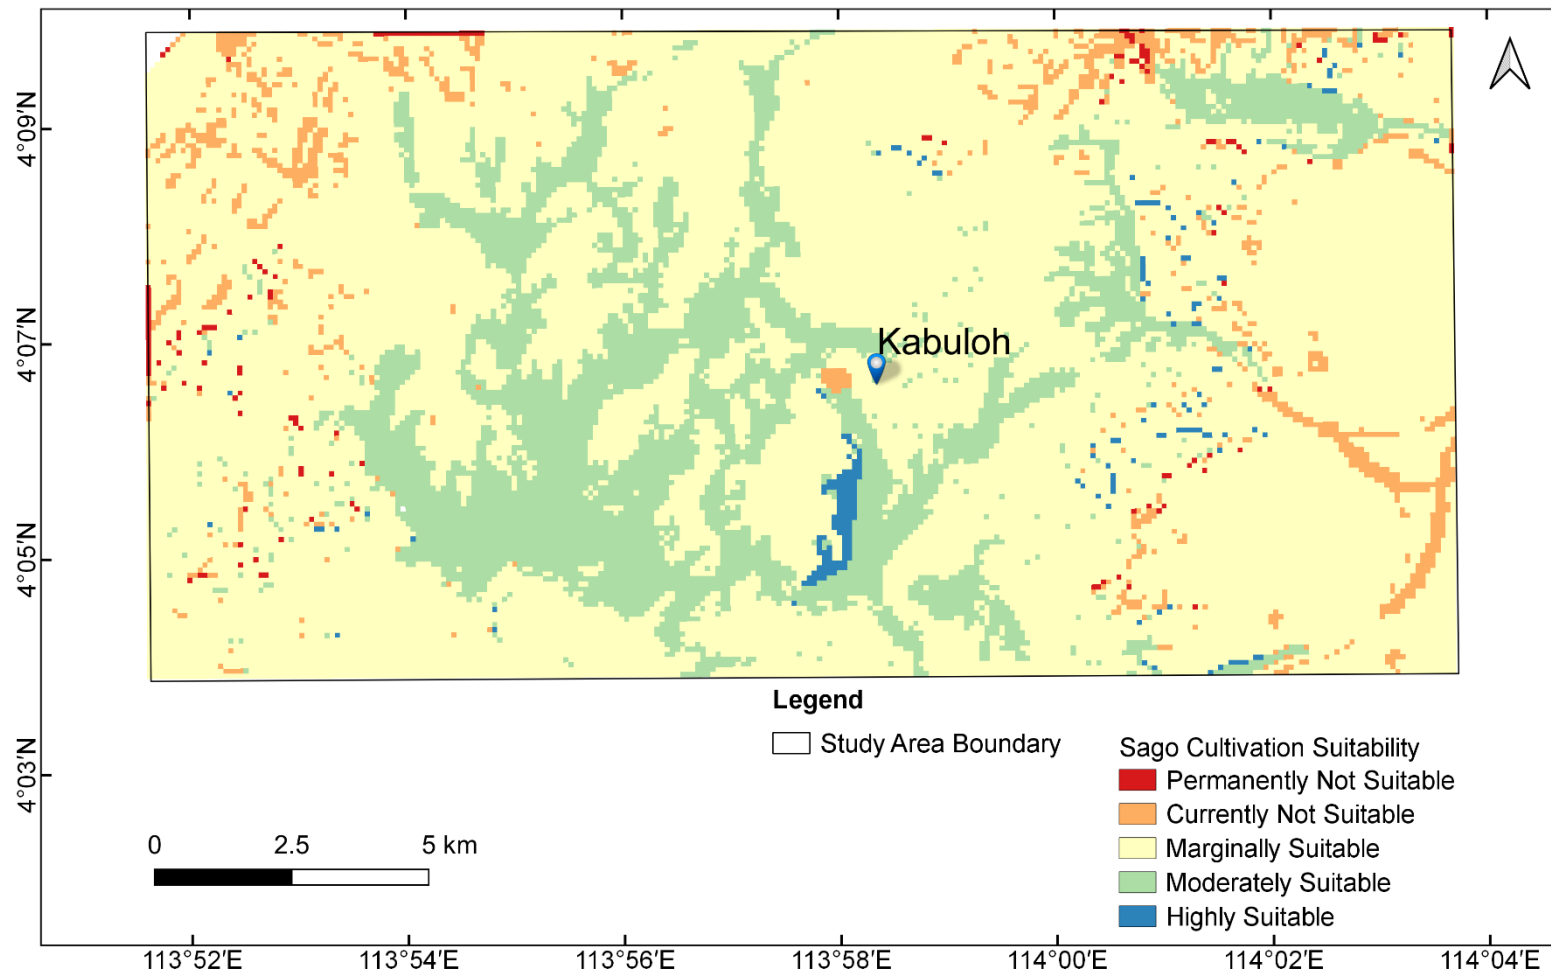 4°09'N
4°07'N
4°05'N
4°03'N
Kabuloh
Legend
Study Area Boundary
Sago Cultivation Suitability
Permanently Not Suitable
Currently Not Suitable
Marginally Suitable
Moderately Suitable
Highly Suitable
0 2.5 5 km
113°52'E 113°54'E 113°56'E 113°58'E 114°00'E 114°02'E 114°04'E